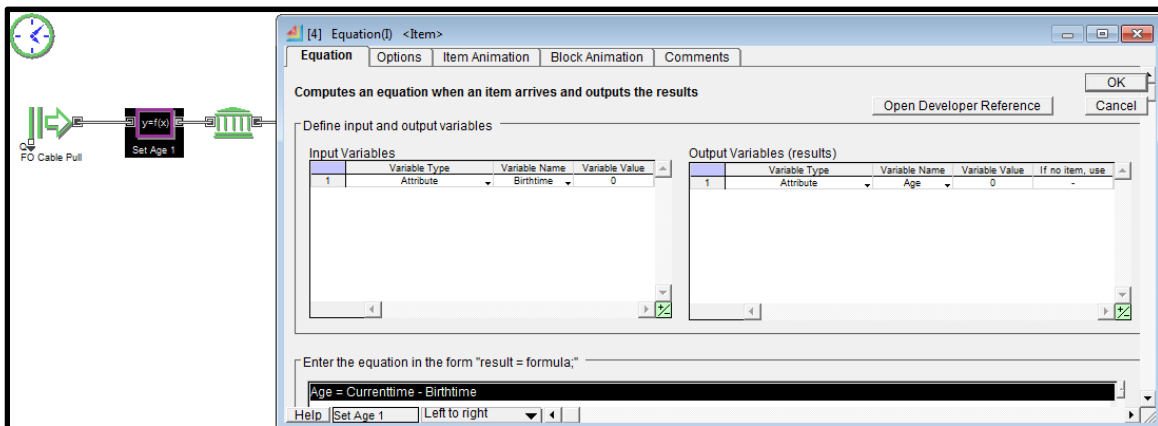 [4] Equation(I) <Item>
Equation Options Item Animation Block Animation Comments
Computes an equation when an item arrives and outputs the results
OK
Open Developer Reference
Cancel
Define input and output variables
Input Variables
Variable Type Variable Name Variable Value
1 Attribute Birthtime 0
Output Variables (results)
Variable Type Variable Name Variable Value If no item, use
1 Attribute Age 0 -
Enter the equation in the form "result = formula;"
Age = Currenttime - Birthtime
Help Set Age 1 Left to right
Q
FO Cable Pull
y=f(x)
Set Age 1